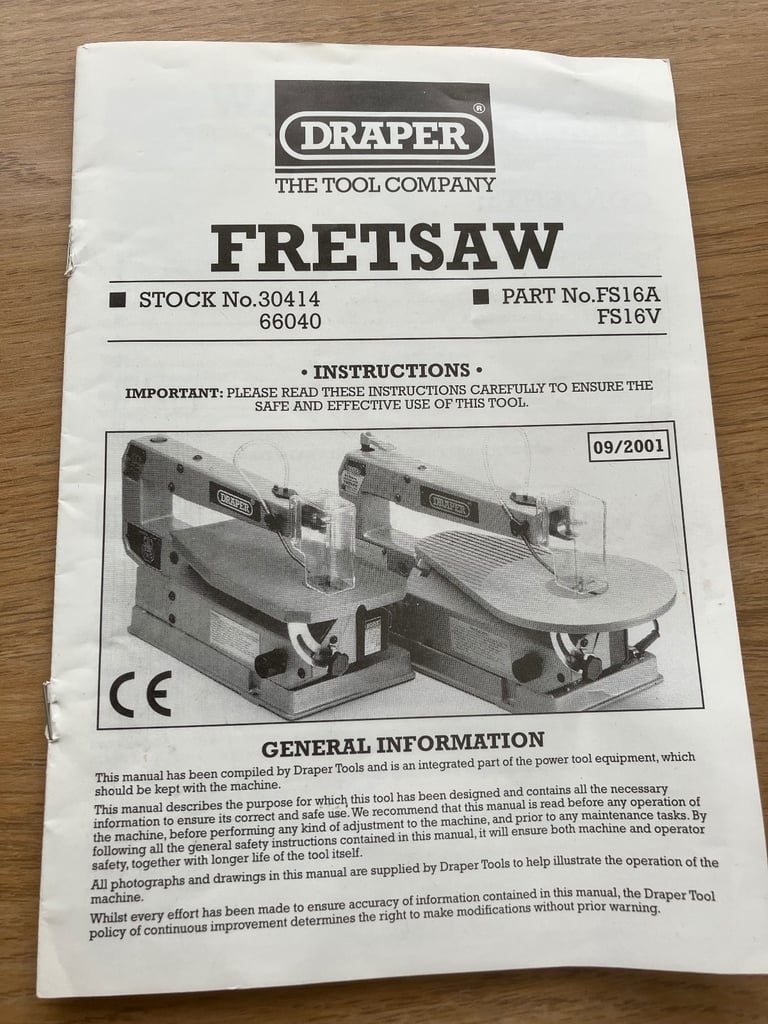 DRAPER®
THE TOOL COMPANY
FRETSAW
■ STOCK No.30414
66040
■ PART No.FS16A
FS16V
• INSTRUCTIONS •
IMPORTANT: PLEASE READ THESE INSTRUCTIONS CAREFULLY TO ENSURE THE
SAFE AND EFFECTIVE USE OF THIS TOOL.
09/2001
DRAPER
DRAPER
CE
GENERAL INFORMATION
This manual has been compiled by Draper Tools and is an integrated part of the power tool equipment, which
should be kept with the machine.
This manual describes the purpose for which this tool has been designed and contains all the necessary
information to ensure its correct and safe use. We recommend that this manual is read before any operation of
the machine, before performing any kind of adjustment to the machine, and prior to any maintenance tasks. By
following all the general safety instructions contained in this manual, it will ensure both machine and operator
safety, together with longer life of the tool itself.
All photographs and drawings in this manual are supplied by Draper Tools to help illustrate the operation of the
machine.
Whilst every effort has been made to ensure accuracy of information contained in this manual, the Draper Tool
policy of continuous improvement determines the right to make modifications without prior warning.